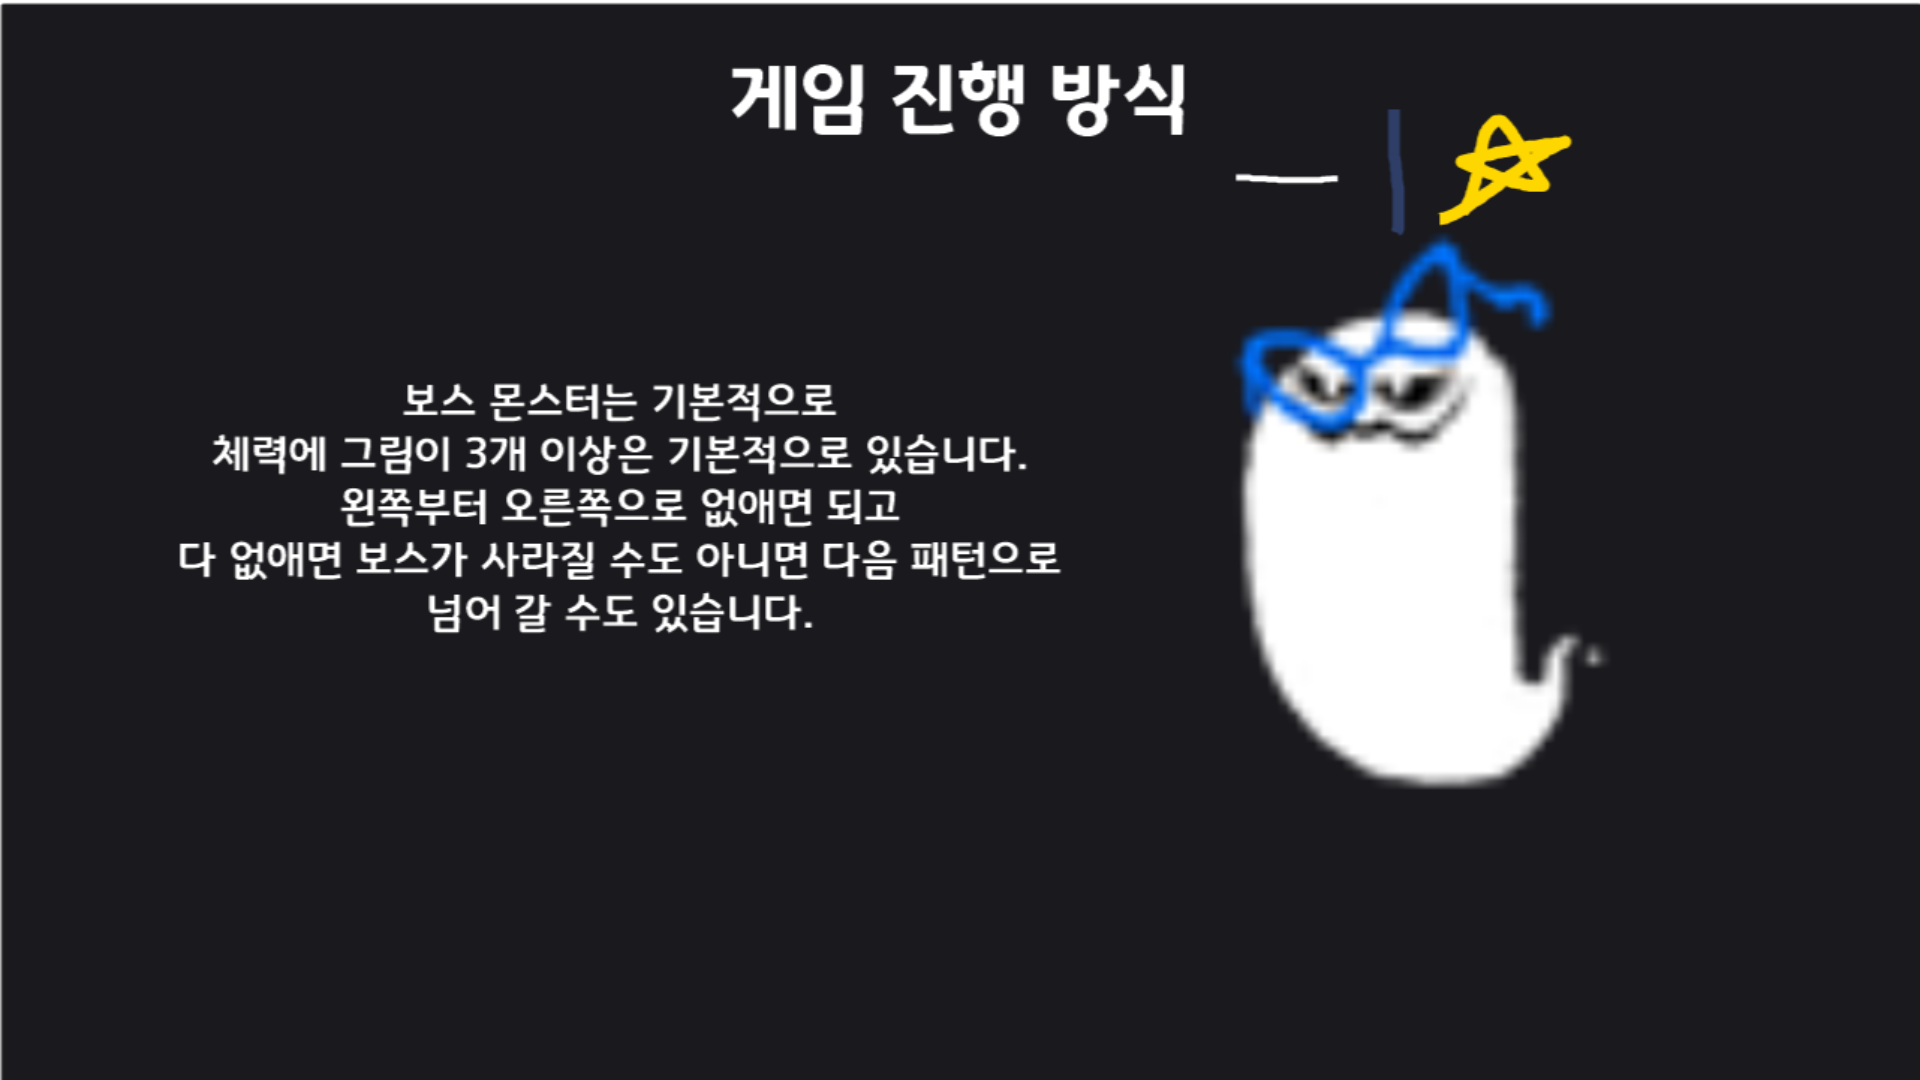 게임 진행 방식
보스 몬스터는 기본적으로
체력에 그림이 3개 이상은 기본적으로 있습니다.
왼쪽부터 오른쪽으로 없애면 되고
다 없애면 보스가 사라질 수도 아니면 다음 패턴으로
넘어 갈 수도 있습니다.